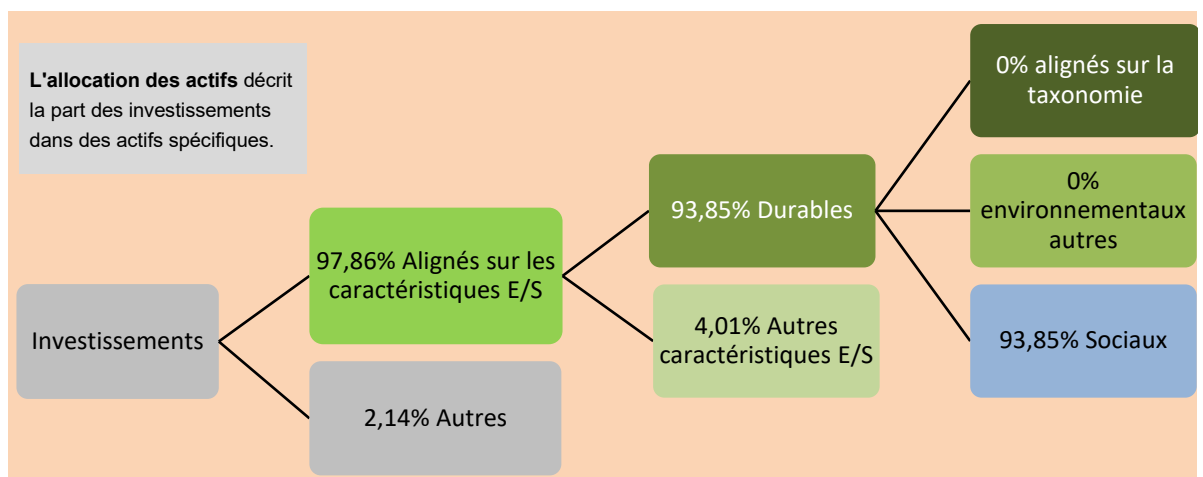 L'allocation des actifs décrit
la part des investissements
dans des actifs spécifiques.
Investissements
97,86% Alignés sur les
caractéristiques E/S
2,14% Autres
93,85% Durables
4,01% Autres
caractéristiques E/S
0% alignés sur la
taxonomie
0%
environnementaux
autres
93,85% Sociaux